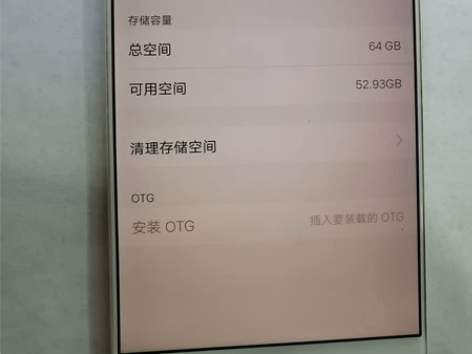 存储容量
总空间 64 GB
可用空间 52.93GB
清理存储空间
OTG
安装 OTG 插入要装载的 OTG